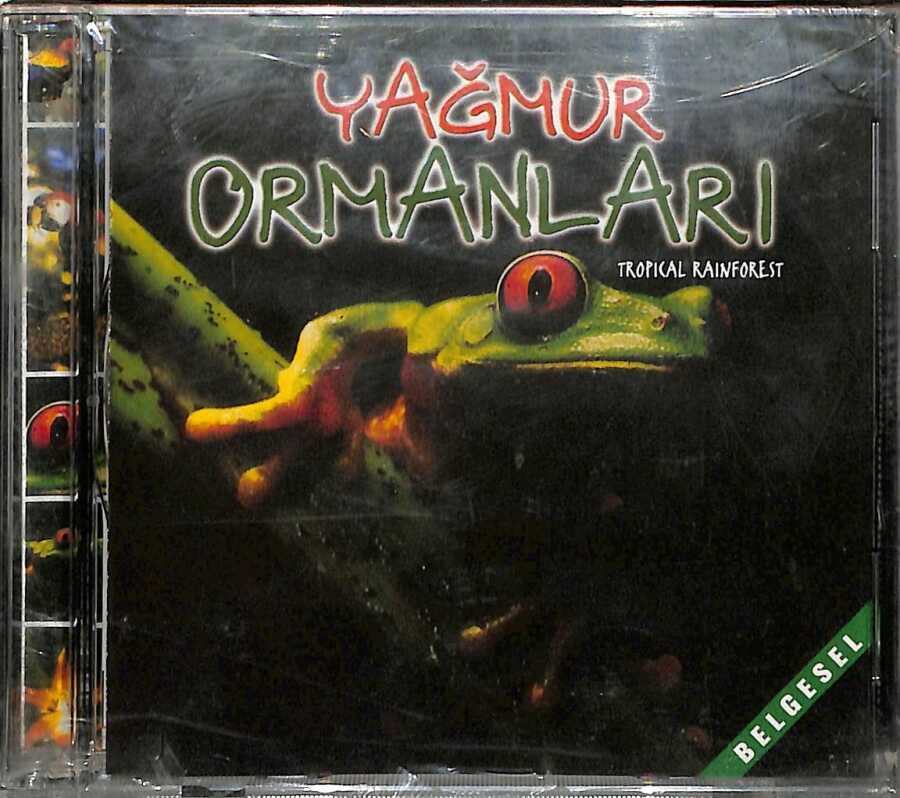 YAĞMUR
ORMANLARI
TROPICAL RAINFOREST
BELGESEL